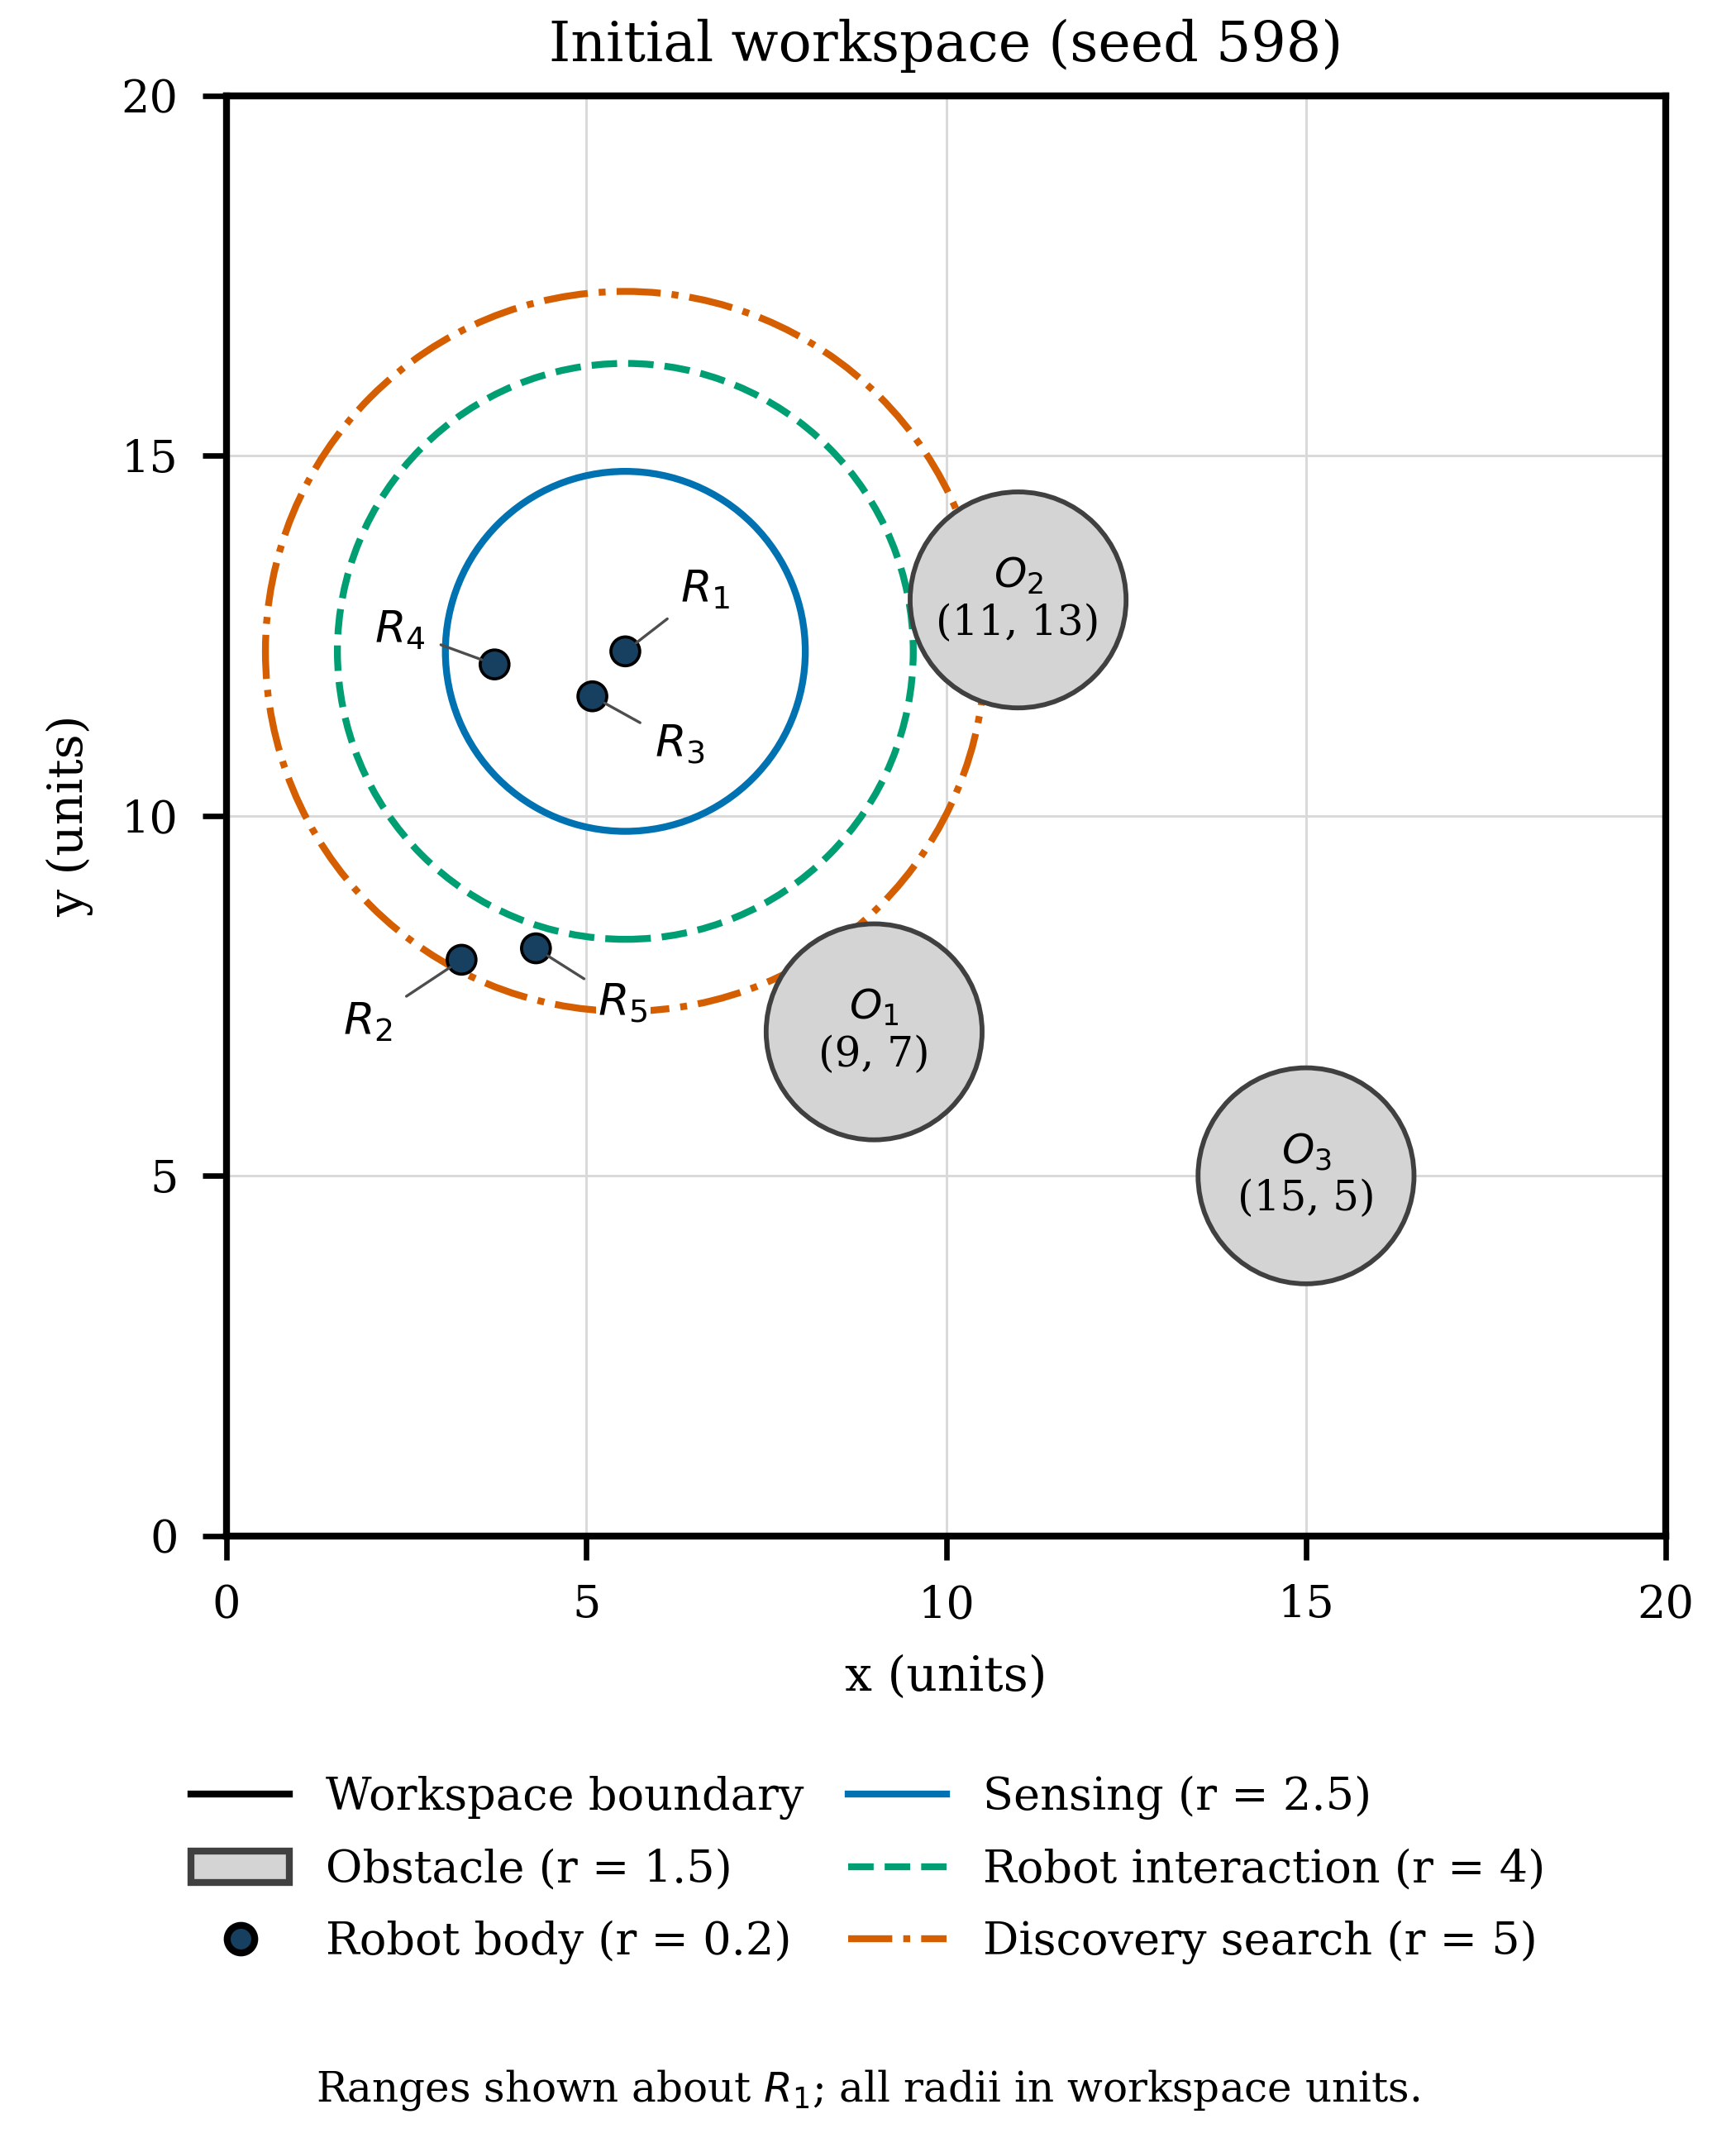 Initial workspace (seed 598)
20
15
10
5
0
y (units)
R₁
R₄
R₃
R₂
R₅
O₂
(11, 13)
O₁
(9, 7)
O₃
(15, 5)
0 5 10 15 20
x (units)
Workspace boundary
Obstacle (r = 1.5)
Robot body (r = 0.2)
Sensing (r = 2.5)
Robot interaction (r = 4)
Discovery search (r = 5)
Ranges shown about R₁; all radii in workspace units.